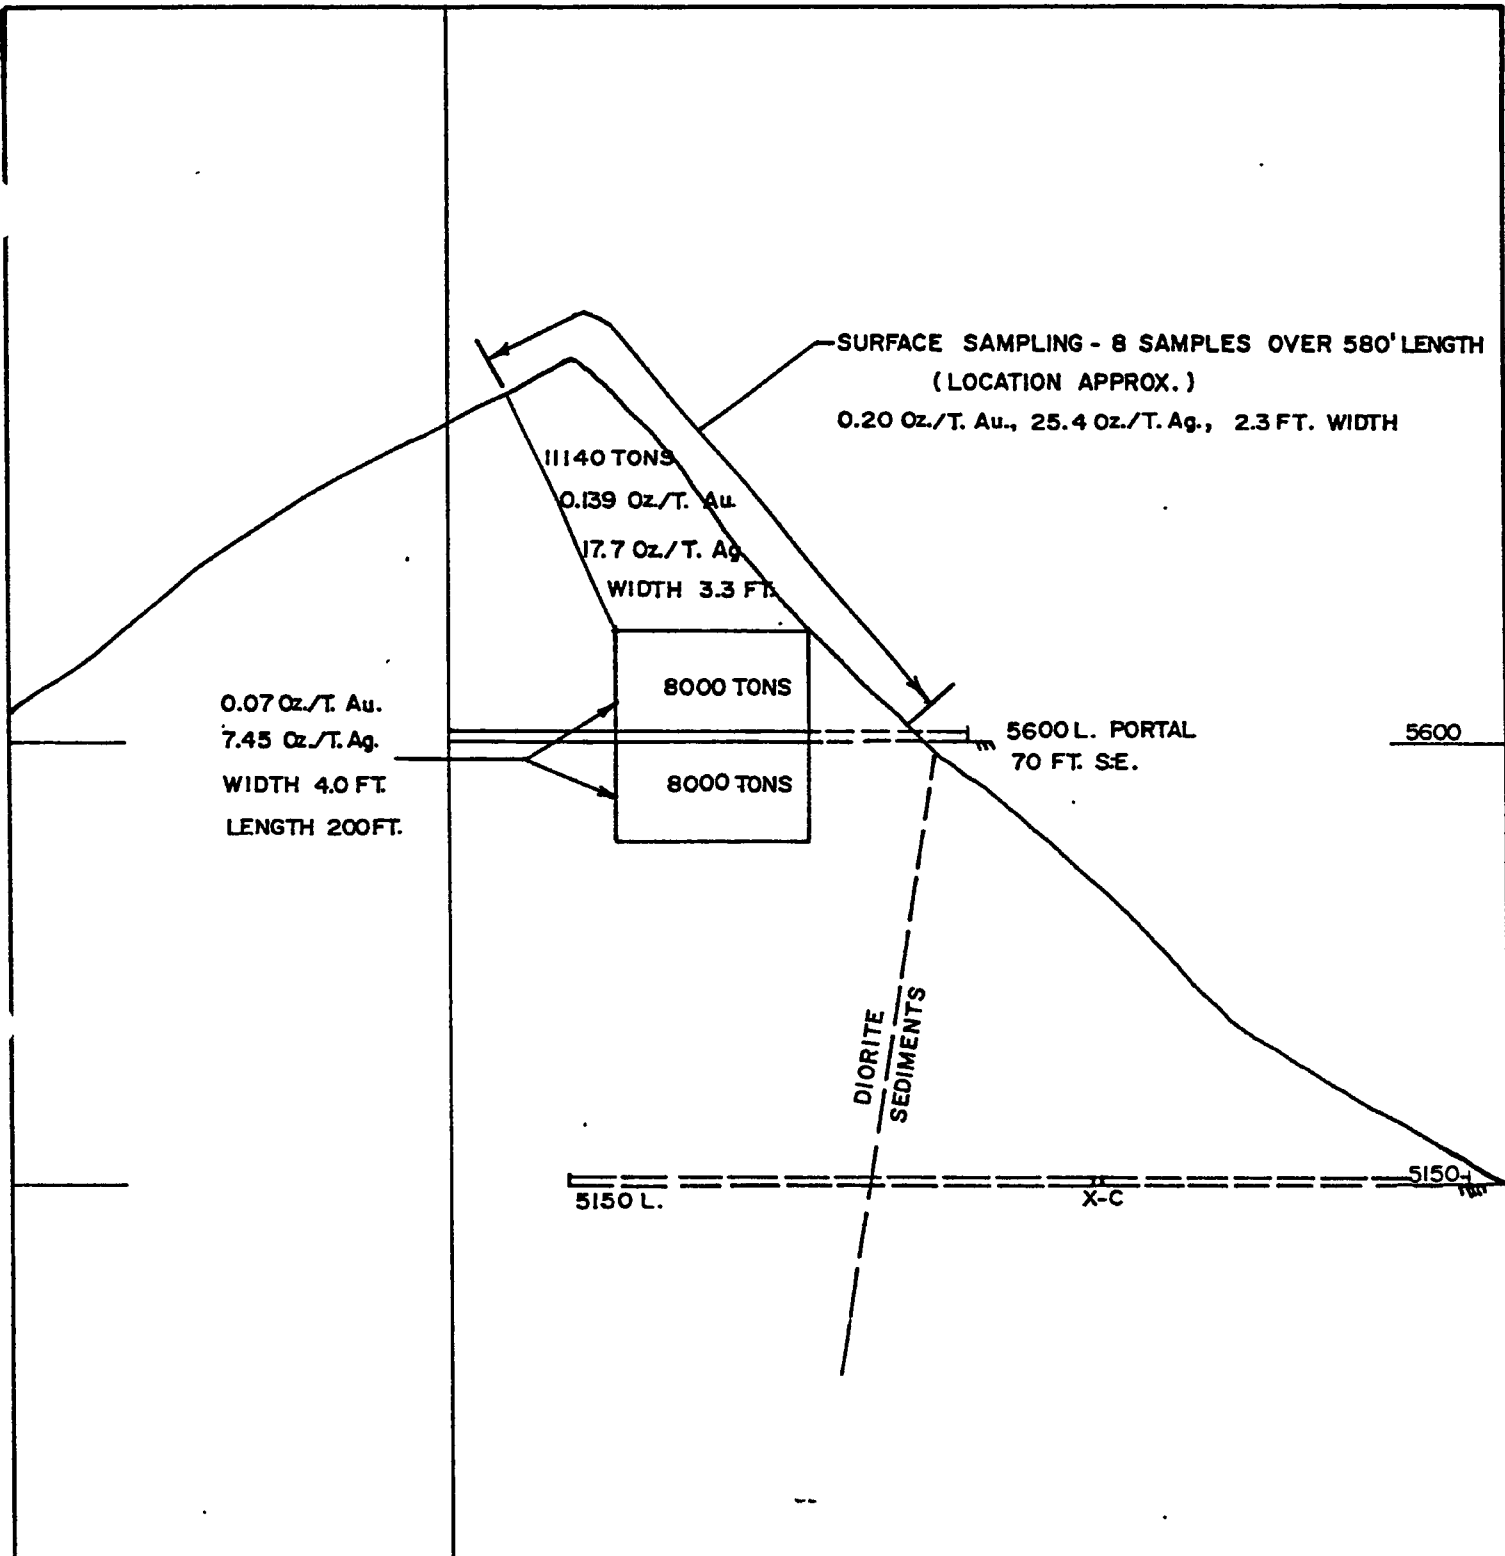 SURFACE SAMPLING - 8 SAMPLES OVER 580' LENGTH
(LOCATION APPROX.)
0.20 Oz./T. Au., 25.4 Oz./T. Ag., 2.3 FT. WIDTH
11140 TONS
0.139 Oz./T. Au.
17.7 Oz./T. Ag
WIDTH 3.3 FT.
8000 TONS
0.07 Oz./T. Au.
7.45 Oz./T. Ag.
WIDTH 4.0 FT.
LENGTH 200 FT.
5600 L. PORTAL
70 FT. S.E.
5600
8000 TONS
DIORITE
SEDIMENTS
5150 L.
X-C
5150